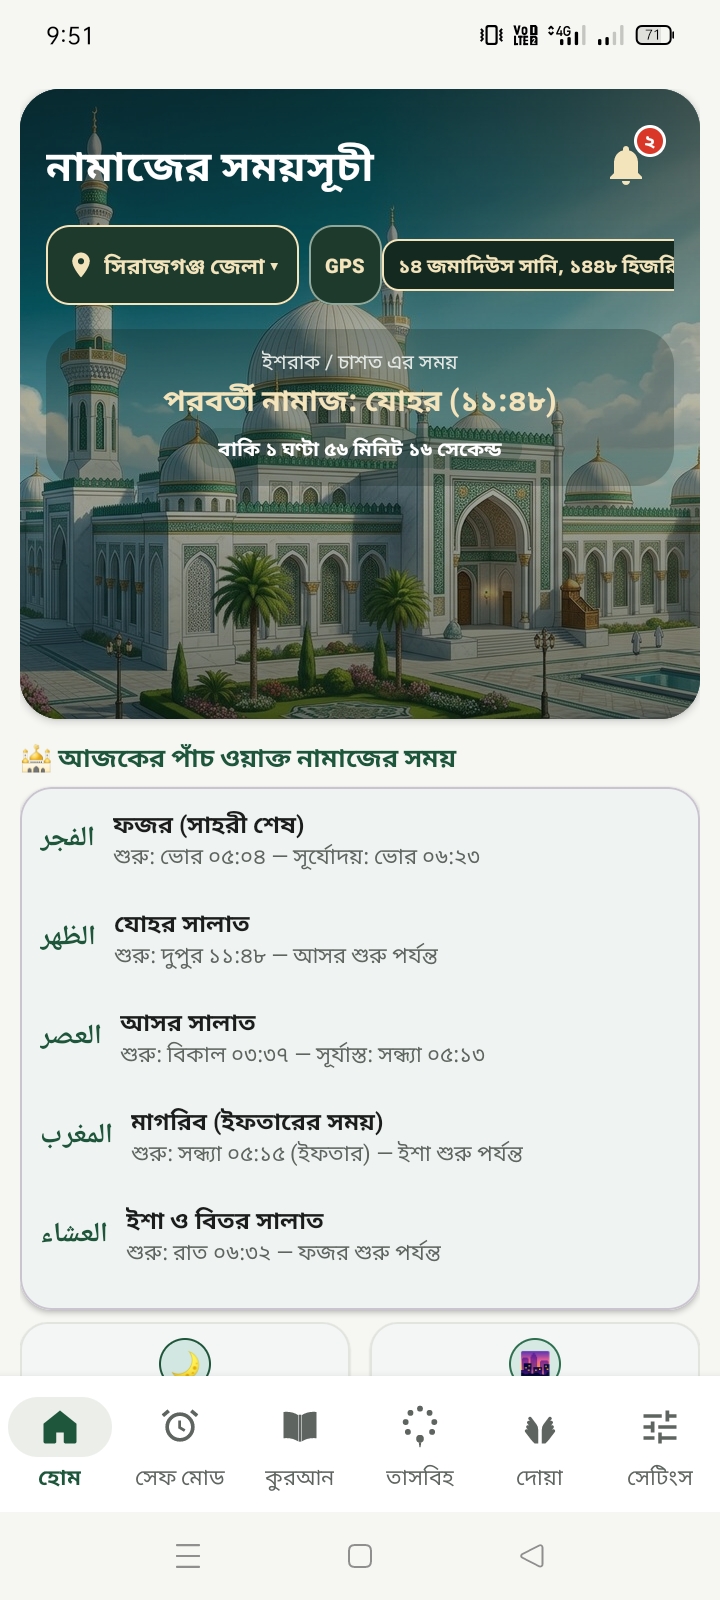 9:51
VoD LTE2 4G 71
নামাজের সময়সূচী
২
সিরাজগঞ্জ জেলা ▾
GPS
১৪ জমাদিউস সানি, ১৪৪৮ হিজরি
ইশরাক / চাশত এর সময়
পরবর্তী নামাজ: যোহর (১১:৪৮)
বাকি ১ ঘণ্টা ৫৬ মিনিট ১৬ সেকেন্ড
আজকের পাঁচ ওয়াক্ত নামাজের সময়
الفجر
ফজর (সাহরী শেষ)
শুরু: ভোর ০৫:০৪ – সূর্যোদয়: ভোর ০৬:২৩
الظهر
যোহর সালাত
শুরু: দুপুর ১১:৪৮ – আসর শুরু পর্যন্ত
العصر
আসর সালাত
শুরু: বিকাল ০৩:৩৭ – সূর্যাস্ত: সন্ধ্যা ০৫:১৩
المغرب
মাগরিব (ইফতারের সময়)
শুরু: সন্ধ্যা ০৫:১৫ (ইফতার) – ইশা শুরু পর্যন্ত
العشاء
ইশা ও বিতর সালাত
শুরু: রাত ০৬:৩২ – ফজর শুরু পর্যন্ত
হোম
সেফ মোড
কুরআন
তাসবিহ
দোয়া
সেটিংস